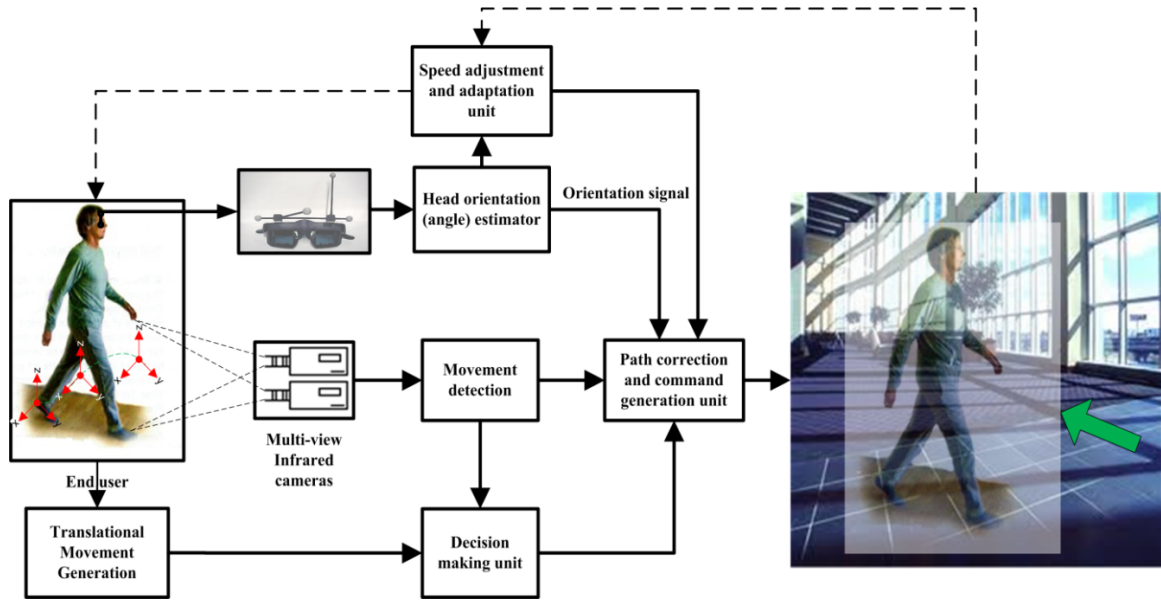 Speed adjustment
and adaptation
unit
Head orientation
(angle) estimator
Orientation signal
z
x
y
z
x
y
z
x
y
End user
Multi-view
Infrared
cameras
Movement
detection
Path correction
and command
generation unit
Translational
Movement
Generation
Decision
making unit